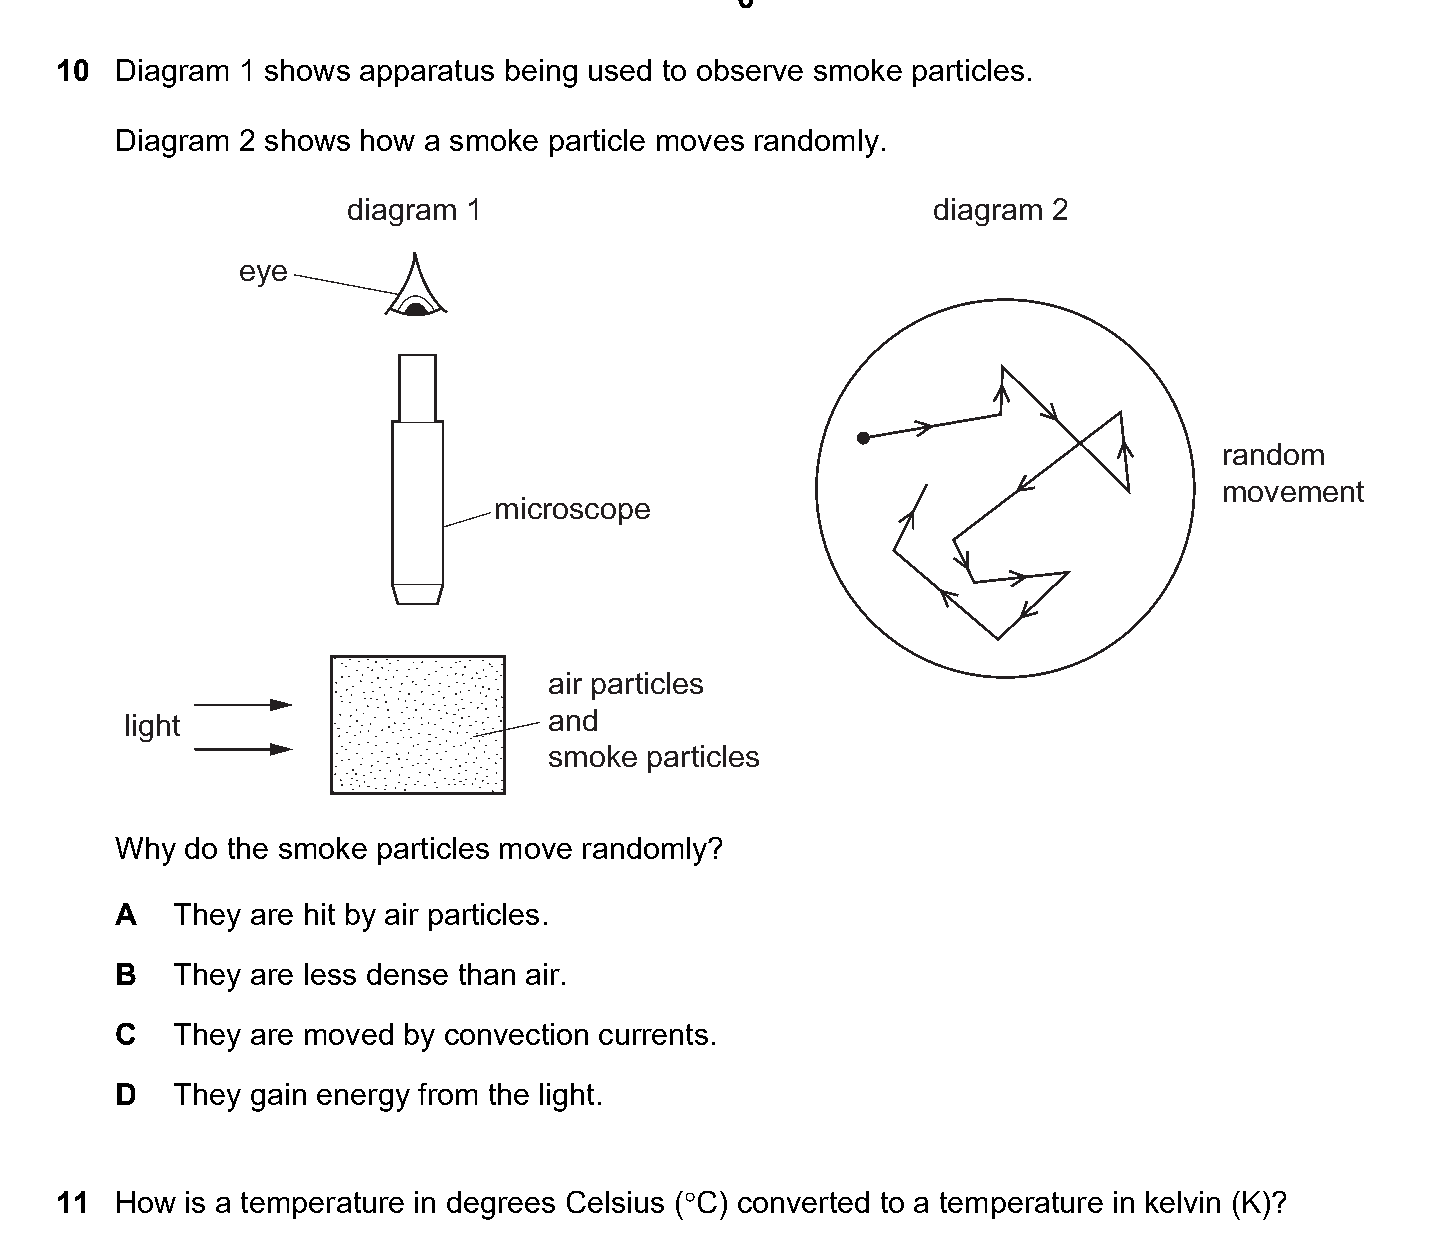 10 Diagram 1 shows apparatus being used to observe smoke particles.
Diagram 2 shows how a smoke particle moves randomly.
diagram 1
diagram 2
eye
random
movement
microscope
air particles
and
smoke particles
light
Why do the smoke particles move randomly?
A They are hit by air particles.
B They are less dense than air.
C They are moved by convection currents.
D They gain energy from the light.
11 How is a temperature in degrees Celsius (°C) converted to a temperature in kelvin (K)?